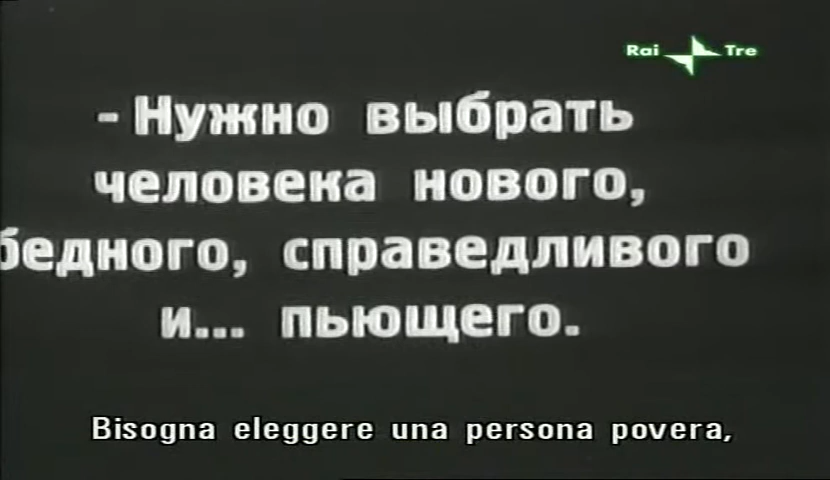 Rai Tre
- Нужно выбрать
человека нового,
бедного, справедливого
и... пьющего.
Bisogna eleggere una persona povera,